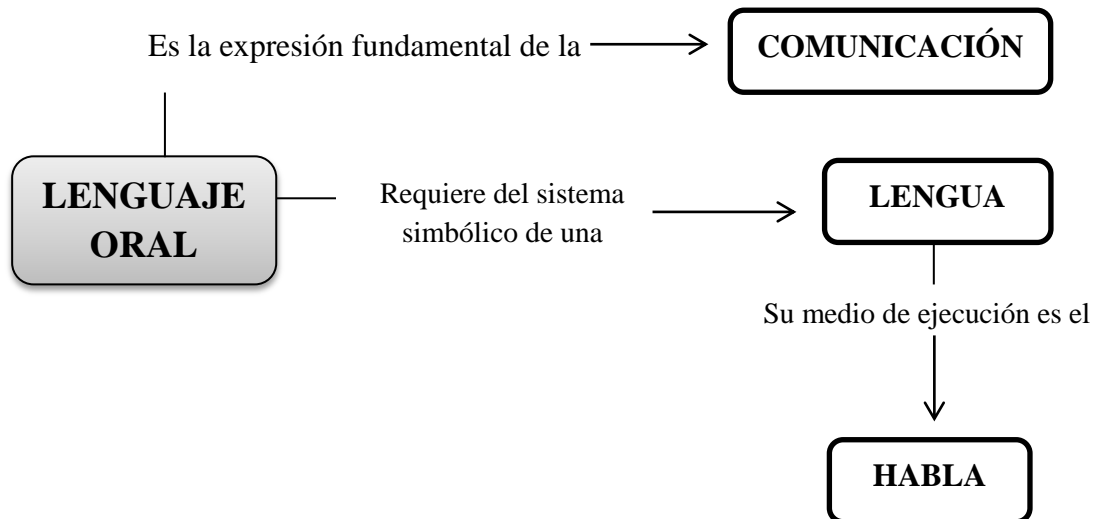 Es la expresión fundamental de la
COMUNICACIÓN
LENGUAJE
ORAL
Requiere del sistema
simbólico de una
LENGUA
Su medio de ejecución es el
HABLA